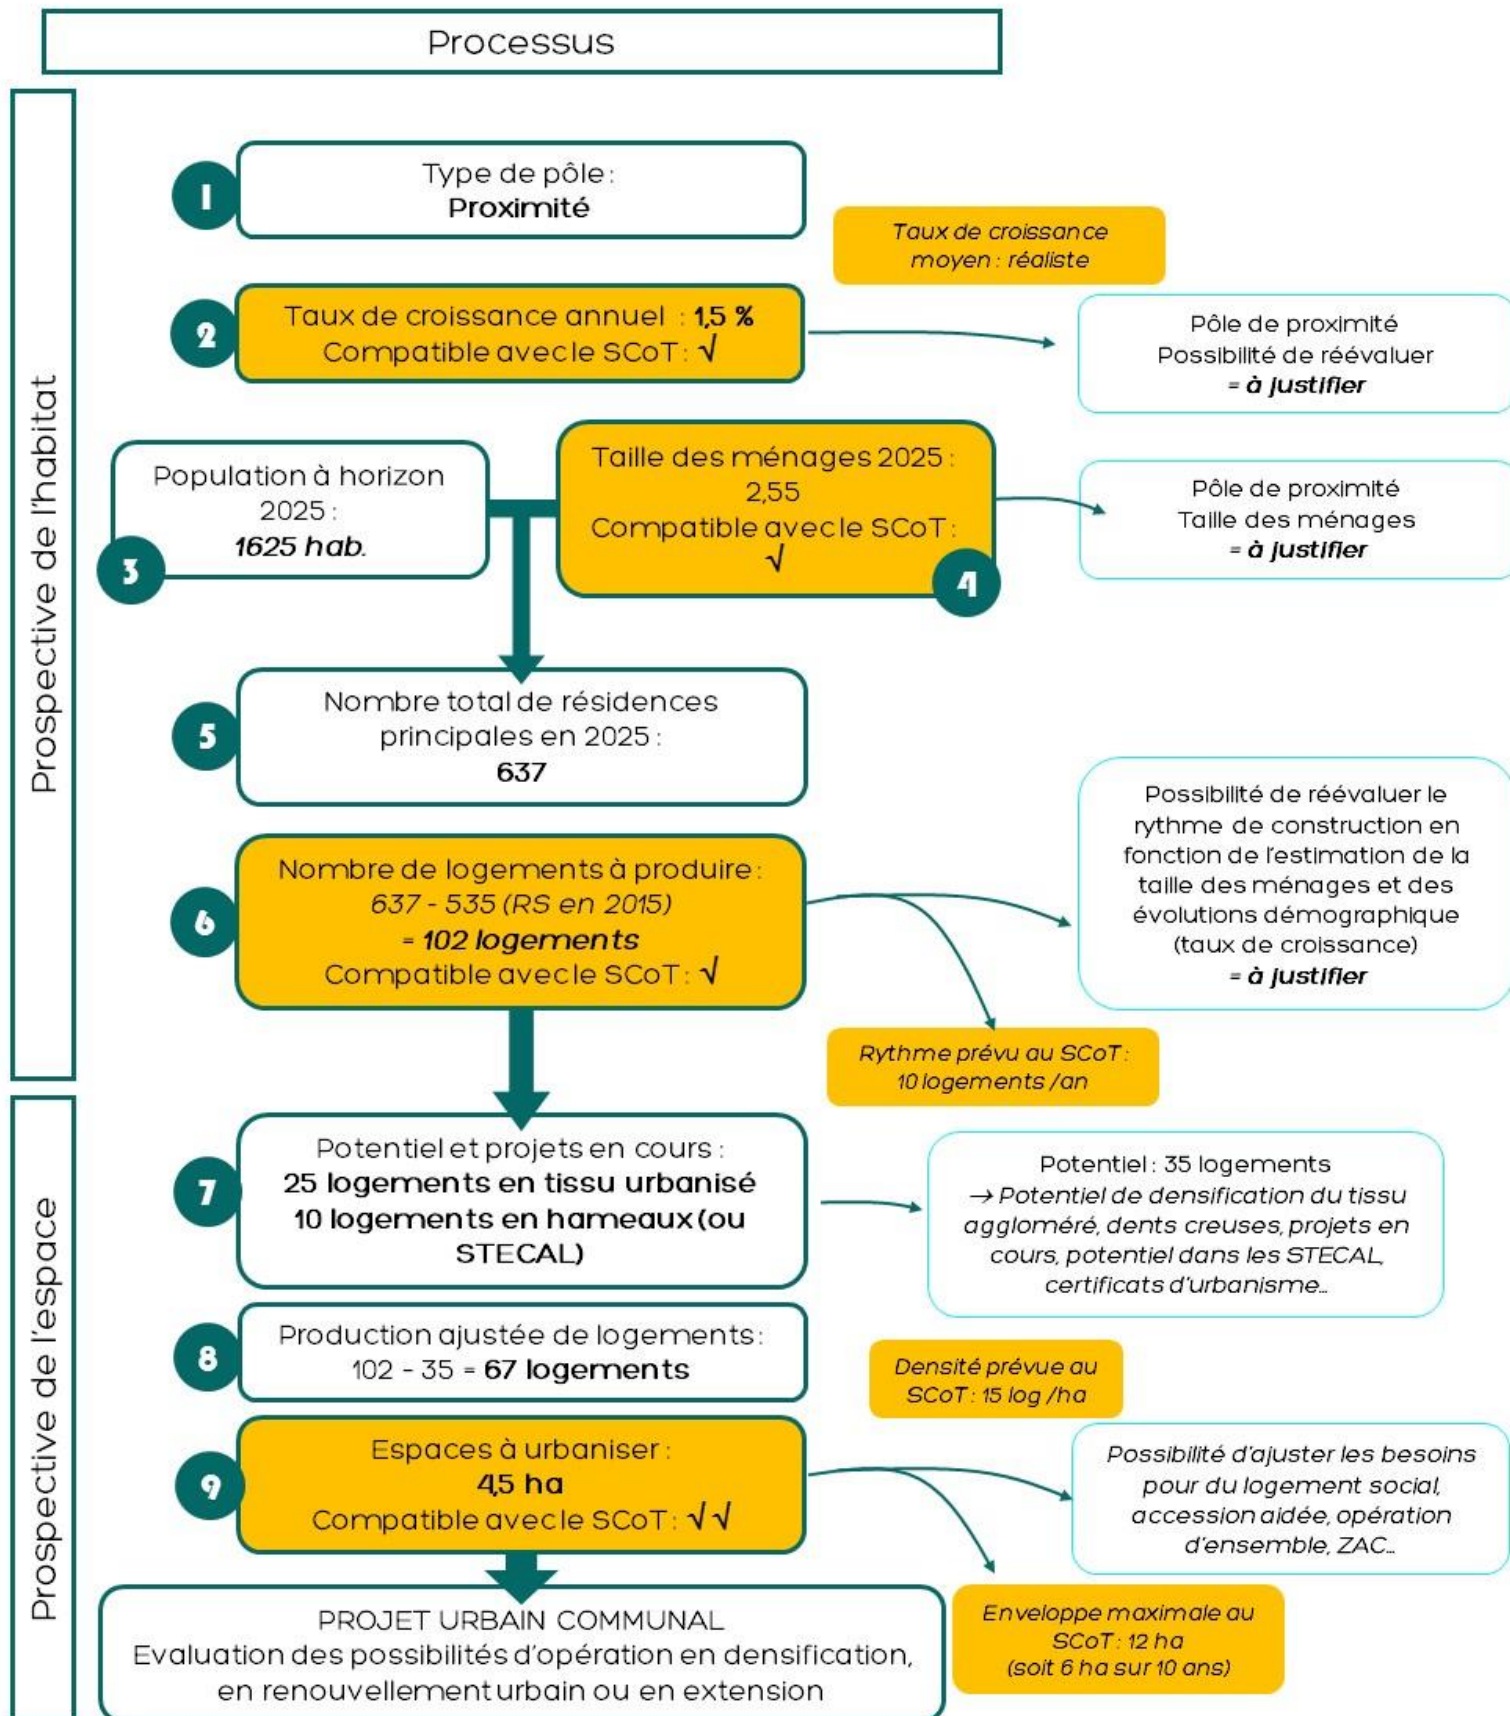 Processus
Prospective de l'habitat
1
Type de pôle :
Proximité
Taux de croissance
moyen : réaliste
2
Taux de croissance annuel : 1,5 %
Compatible avec le SCoT : √
Pôle de proximité
Possibilité de réévaluer
= à justifier
Population à horizon
2025 :
1625 hab.
3
Taille des ménages 2025 :
2,55
Compatible avec le SCoT :
√
4
Pôle de proximité
Taille des ménages
= à justifier
5
Nombre total de résidences
principales en 2025 :
637
6
Nombre de logements à produire :
637 - 535 (RS en 2015)
= 102 logements
Compatible avec le SCoT : √
Possibilité de réévaluer le
rythme de construction en
fonction de l'estimation de la
taille des ménages et des
évolutions démographique
(taux de croissance)
= à justifier
Rythme prévu au SCoT :
10 logements /an
Prospective de l'espace
7
Potentiel et projets en cours :
25 logements en tissu urbanisé
10 logements en hameaux (ou
STECAL)
Potentiel : 35 logements
→ Potentiel de densification du tissu
aggloméré, dents creuses, projets en
cours, potentiel dans les STECAL,
certificats d'urbanisme…
8
Production ajustée de logements :
102 - 35 = 67 logements
Densité prévue au
SCoT : 15 log /ha
9
Espaces à urbaniser :
4,5 ha
Compatible avec le SCoT : √ √
Possibilité d'ajuster les besoins
pour du logement social,
accession aidée, opération
d'ensemble, ZAC…
Enveloppe maximale au
SCoT : 12 ha
(soit 6 ha sur 10 ans)
PROJET URBAIN COMMUNAL
Evaluation des possibilités d'opération en densification,
en renouvellement urbain ou en extension